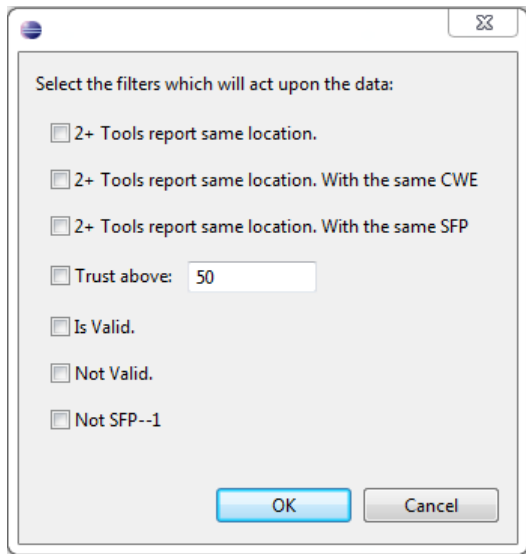 Select the filters which will act upon the data:
2+ Tools report same location.
2+ Tools report same location. With the same CWE
2+ Tools report same location. With the same SFP
Trust above: 50
Is Valid.
Not Valid.
Not SFP--1
OK Cancel